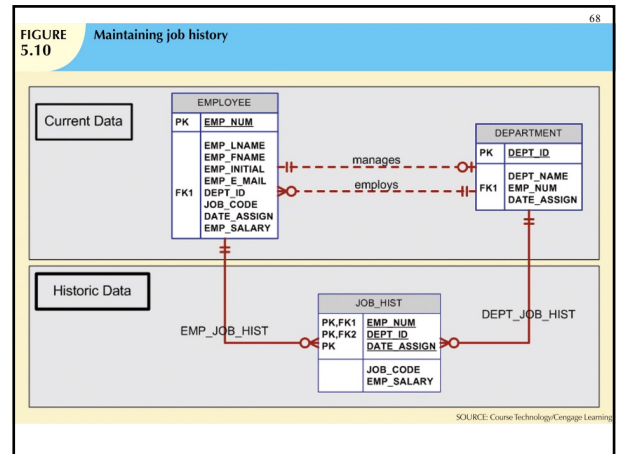 68
FIGURE 5.10
Maintaining job history
Current Data
EMPLOYEE
PK EMP_NUM
EMP_LNAME
EMP_FNAME
EMP_INITIAL
EMP_E_MAIL
FK1 DEPT_ID
JOB_CODE
DATE_ASSIGN
EMP_SALARY
manages
employs
DEPARTMENT
PK DEPT_ID
DEPT_NAME
FK1 EMP_NUM
DATE_ASSIGN
Historic Data
EMP_JOB_HIST
JOB_HIST
PK,FK1 EMP_NUM
PK,FK2 DEPT_ID
PK DATE_ASSIGN
JOB_CODE
EMP_SALARY
DEPT_JOB_HIST
SOURCE: Course Technology/Cengage Learning